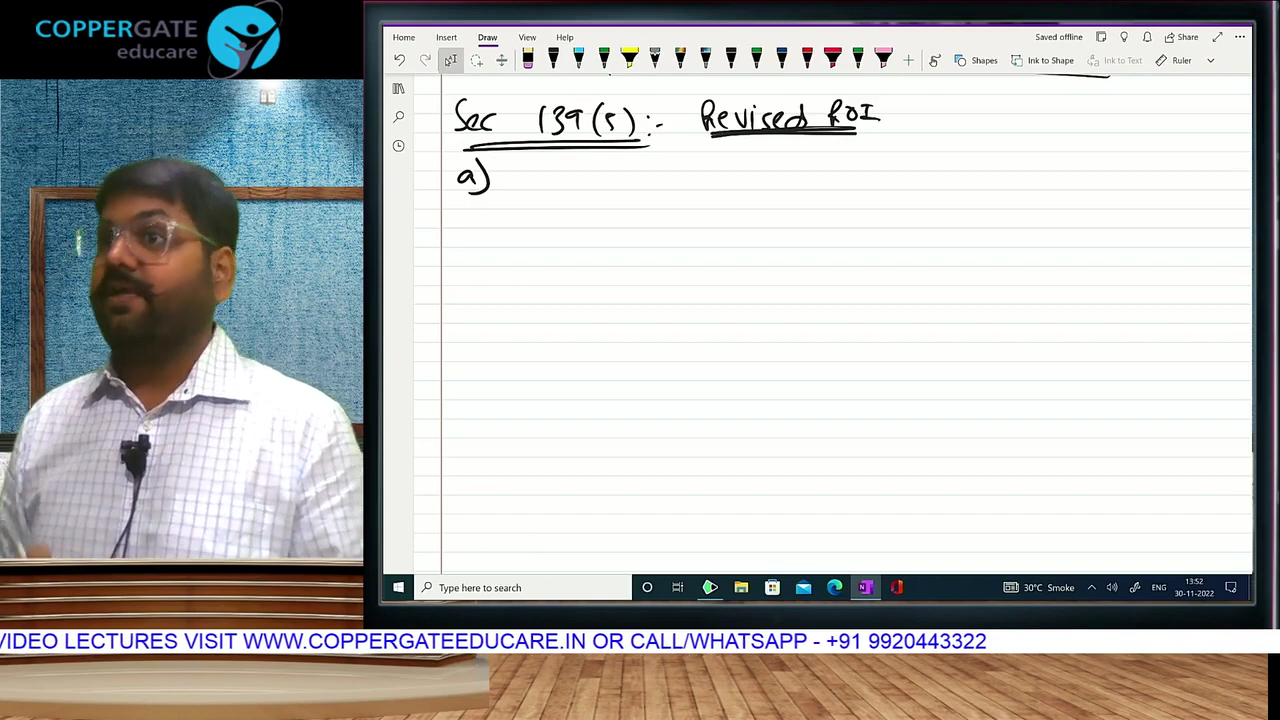 COPPERGATE
educare
Home Insert Draw View Help
Saved offline
Share
Shapes
Ink to Shape
Ink to Text
Ruler
Sec 139(5):- Revised ROI
a)
Type here to search
30°C Smoke
ENG
13:52
30-11-2022
VIDEO LECTURES VISIT WWW.COPPERGATEEDUCARE.IN OR CALL/WHATSAPP - +91 9920443322